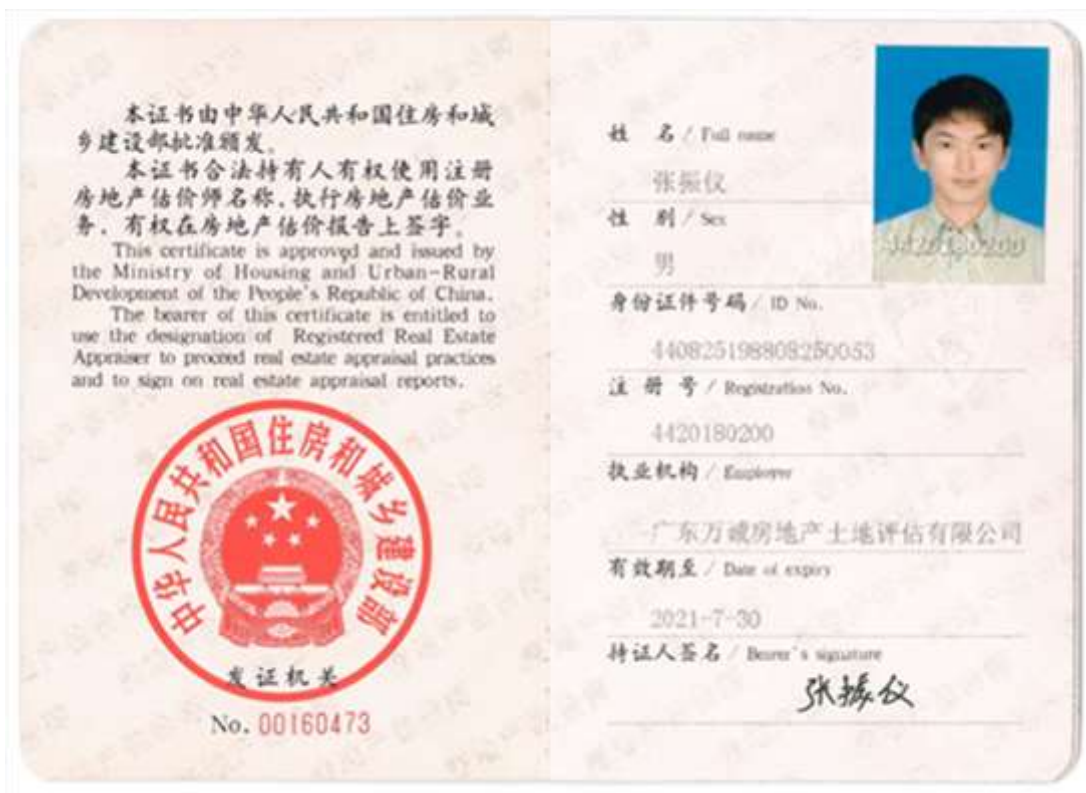 本证书由中华人民共和国住房和城
乡建设部批准颁发。
本证书合法持有人有权使用注册
房地产估价师名称，执行房地产估价业
务，有权在房地产估价报告上签字。
This certificate is approved and issued by
the Ministry of Housing and Urban-Rural
Development of the People's Republic of China.
The bearer of this certificate is entitled to
use the designation of Registered Real Estate
Appraiser to proceed real estate appraisal practices
and to sign on real estate appraisal reports.
中华人民共和国住房和城乡建设部
发证机关
No. 00160473
姓 名 / Full name
张振仪
性 别 / Sex
男
身份证件号码 / ID No.
440825198808250053
注 册 号 / Registration No.
4420180200
执业机构 / Employer
广东万诚房地产土地评估有限公司
有效期至 / Date of expiry
2021-7-30
持证人签名 / Bearer's signature
张振仪
4420180200